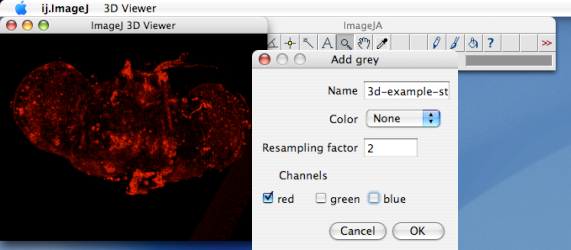 ij.ImageJ 3D Viewer
ImageJ 3D Viewer
ImageJA
A
?
>>
Add grey
Name 3d-example-st
Color None
Resampling factor 2
Channels
red green blue
Cancel OK